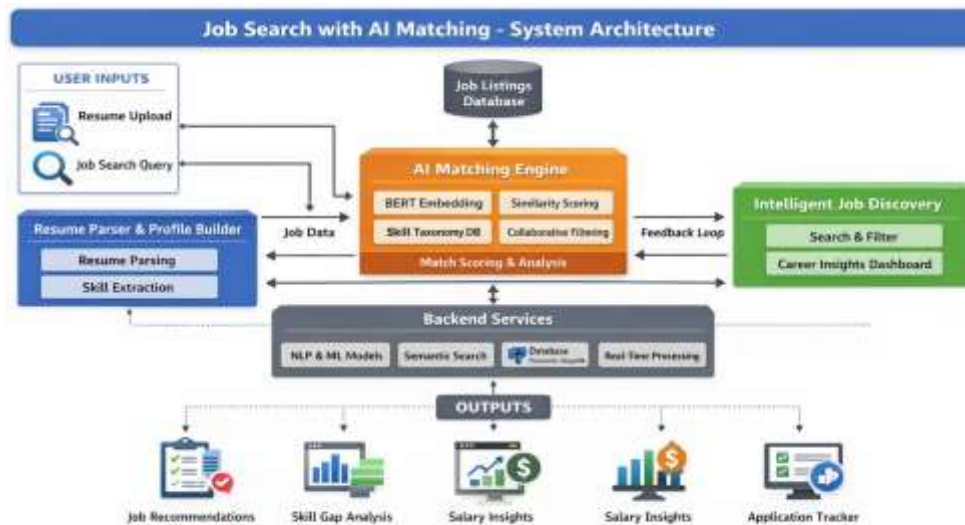 Job Search with AI Matching - System Architecture
USER INPUTS
Resume Upload
Job Search Query
Job Listings
Database
AI Matching Engine
BERT Embedding
Similarity Scoring
Skill Taxonomy DB
Collaborative Filtering
Match Scoring & Analysis
Resume Parser & Profile Builder
Resume Parsing
Skill Extraction
Job Data
Feedback Loop
Intelligent Job Discovery
Search & Filter
Career Insights Dashboard
Backend Services
NLP & ML Models
Semantic Search
Database
Real-Time Processing
OUTPUTS
Job Recommendations
Skill Gap Analysis
Salary Insights
Salary Insights
Application Tracker